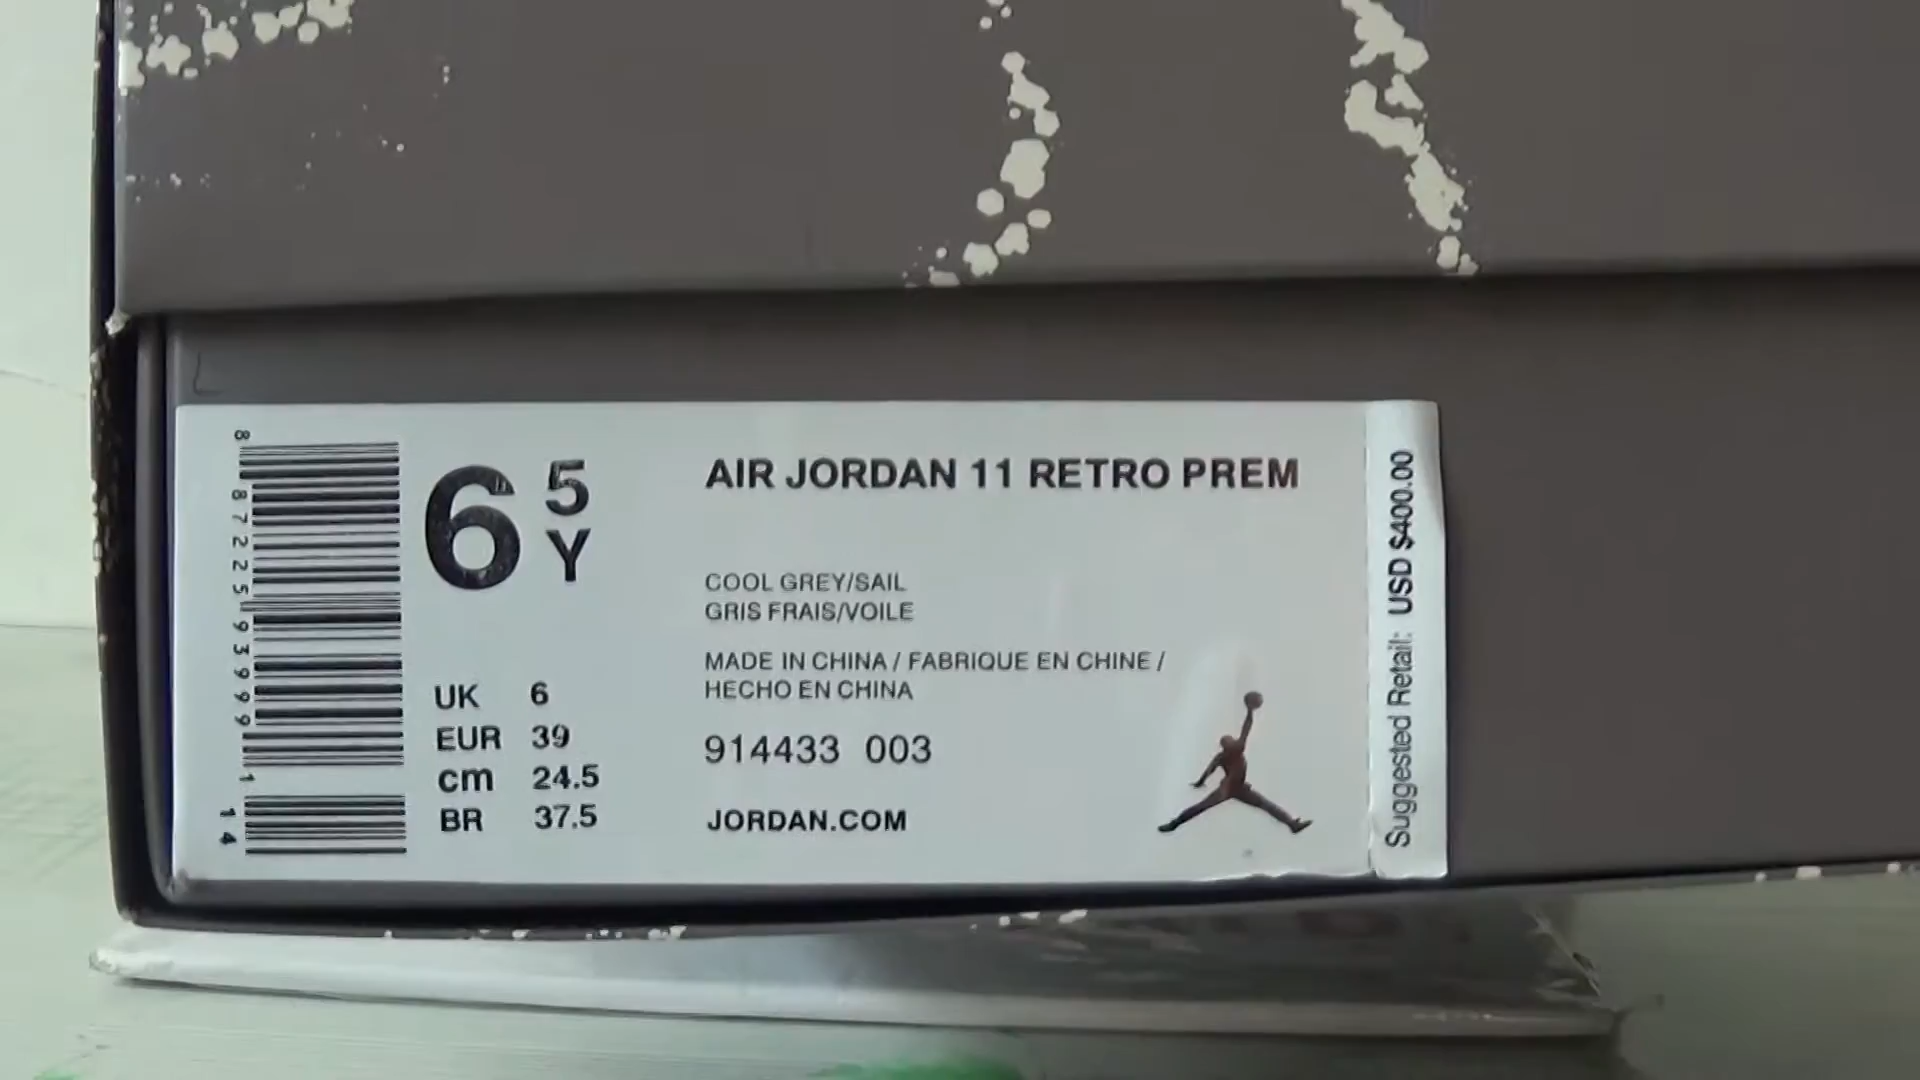 8 87225 93999 1
14
6 5
Y
UK 6
EUR 39
cm 24.5
BR 37.5
AIR JORDAN 11 RETRO PREM
COOL GREY/SAIL
GRIS FRAIS/VOILE
MADE IN CHINA / FABRIQUE EN CHINE /
HECHO EN CHINA
914433 003
JORDAN.COM
Suggested Retail: USD $400.00